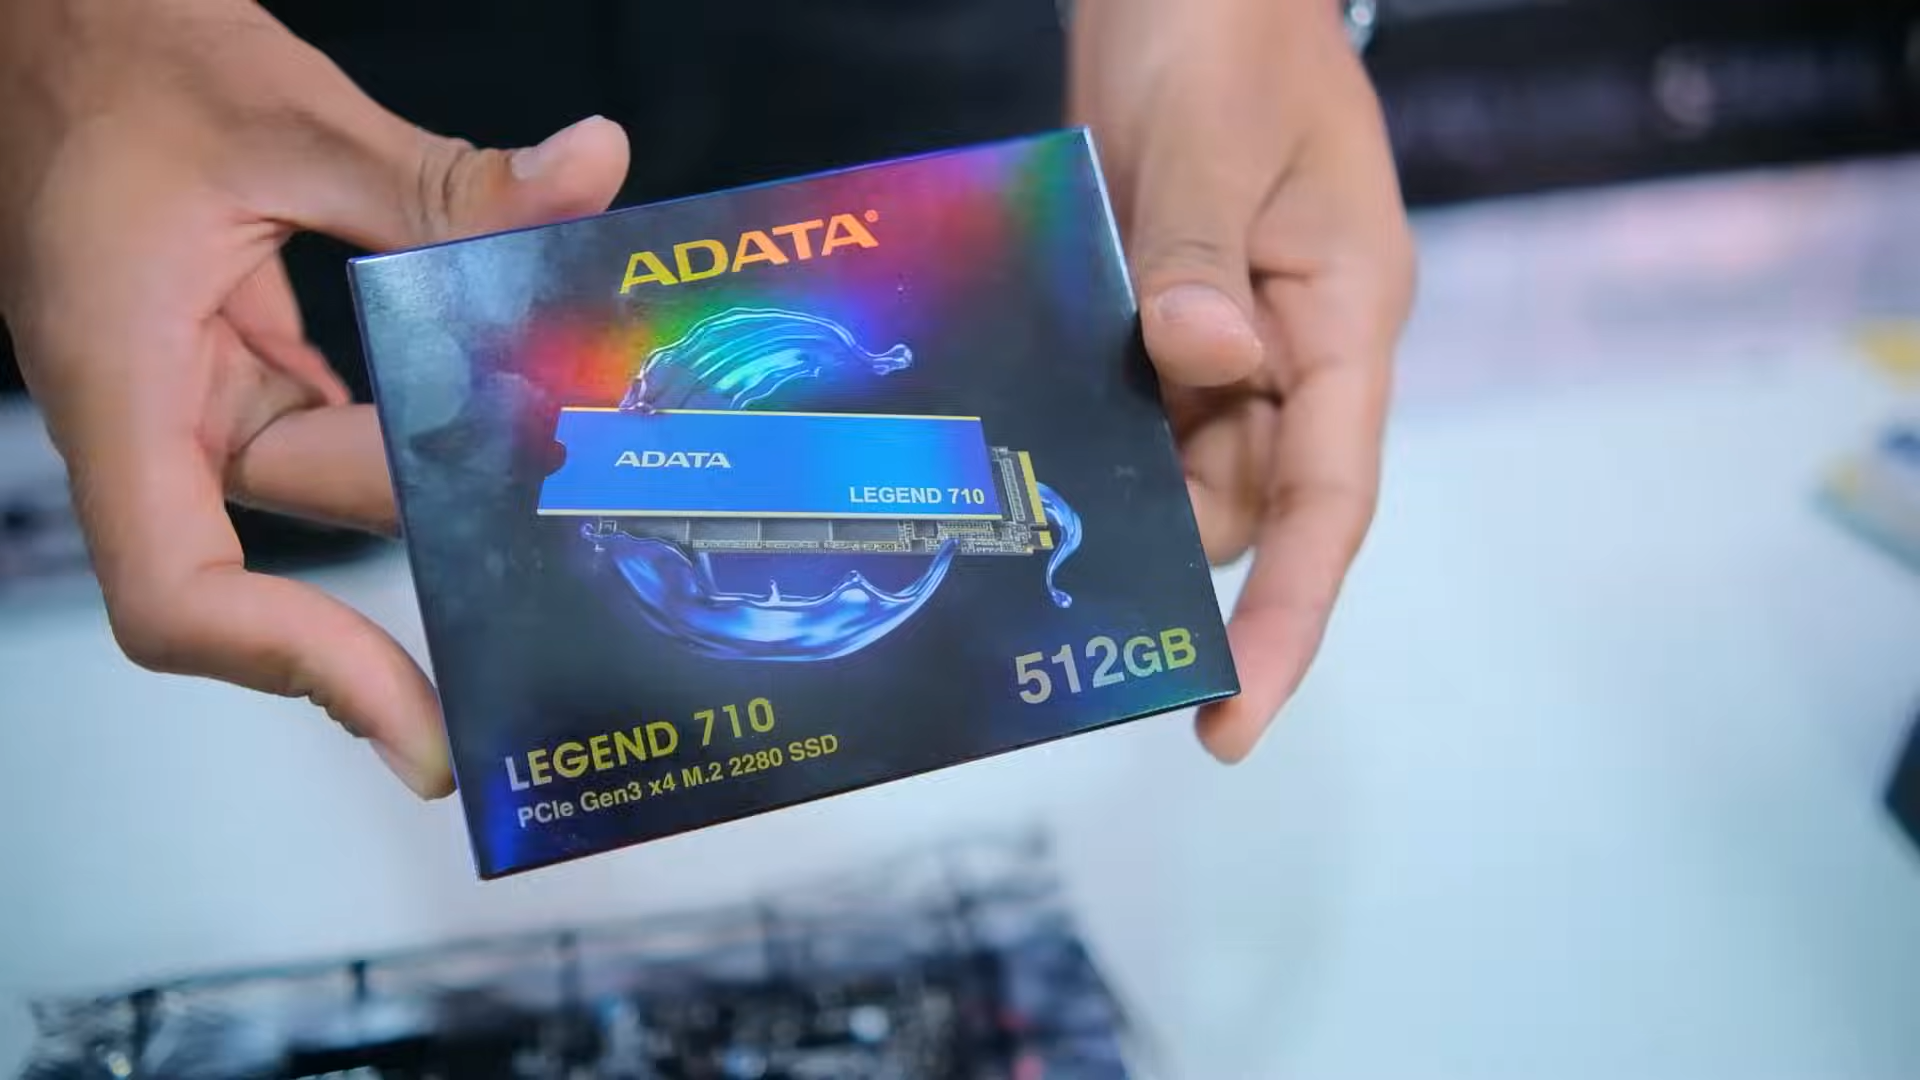 ADATA®
ADATA
LEGEND 710
512GB
LEGEND 710
PCIe Gen3 x4 M.2 2280 SSD